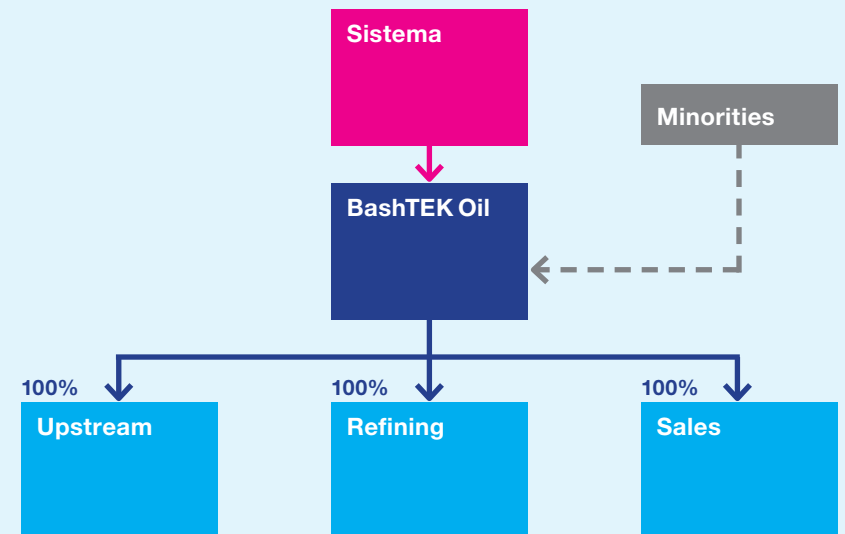 Sistema
Minorities
BashTEK Oil
100%
100%
100%
Upstream
Refining
Sales